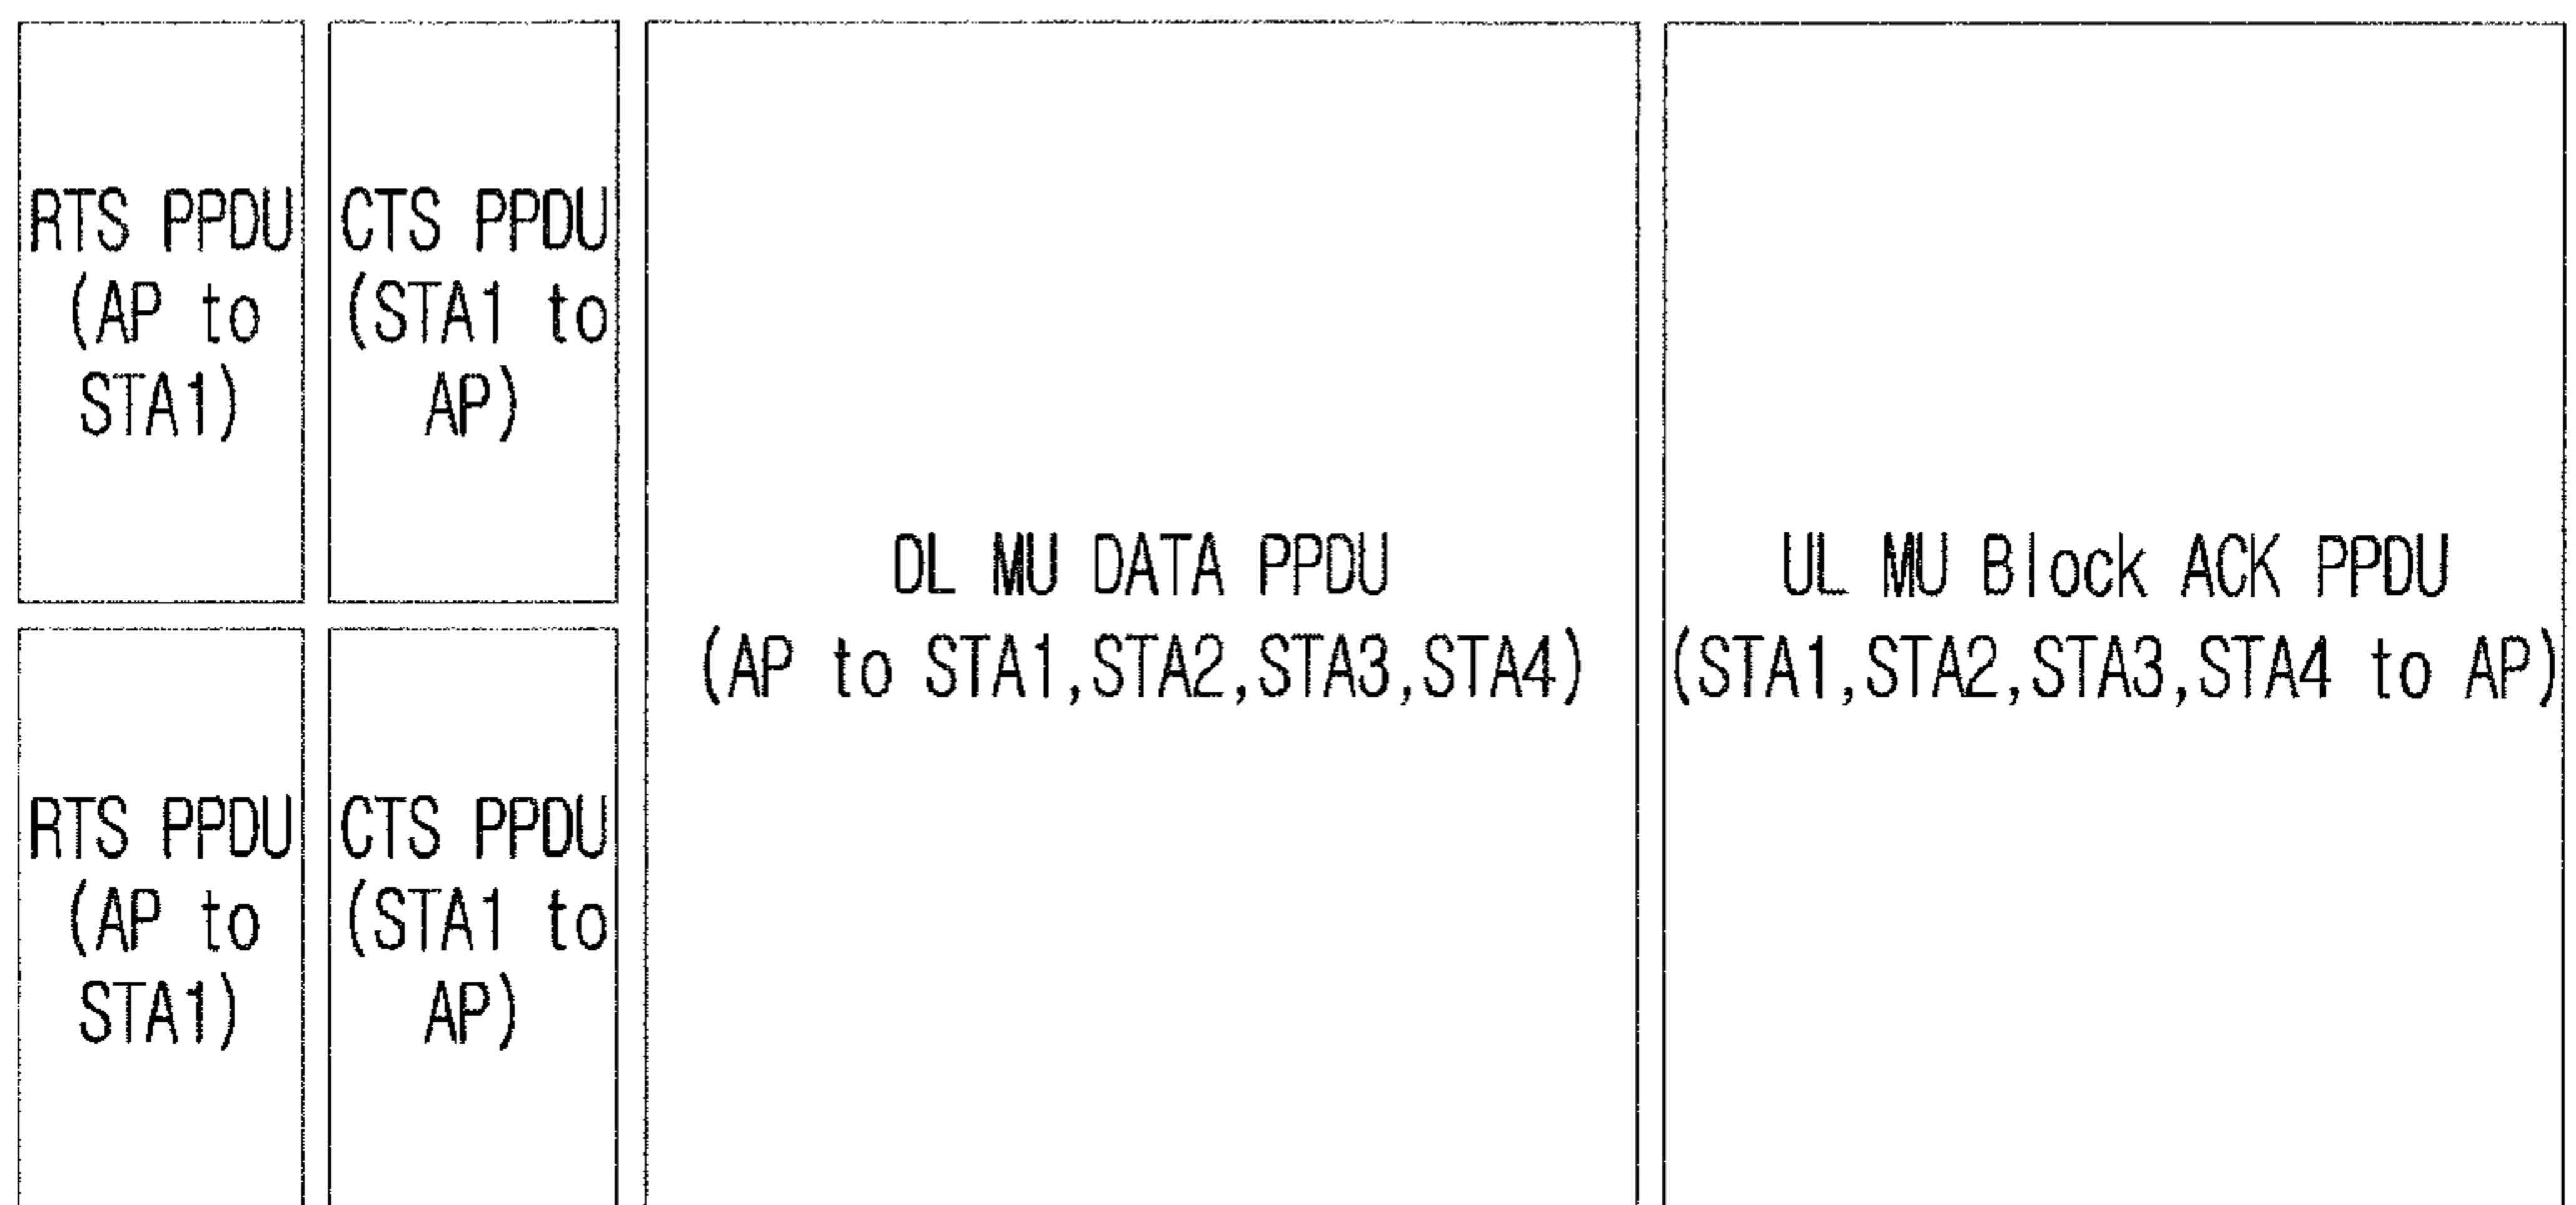 RTS PPDU
(AP to
STA1)
CTS PPDU
(STA1 to
AP)
RTS PPDU
(AP to
STA1)
CTS PPDU
(STA1 to
AP)
DL MU DATA PPDU
(AP to STA1,STA2,STA3,STA4)
UL MU Block ACK PPDU
(STA1,STA2,STA3,STA4 to AP)